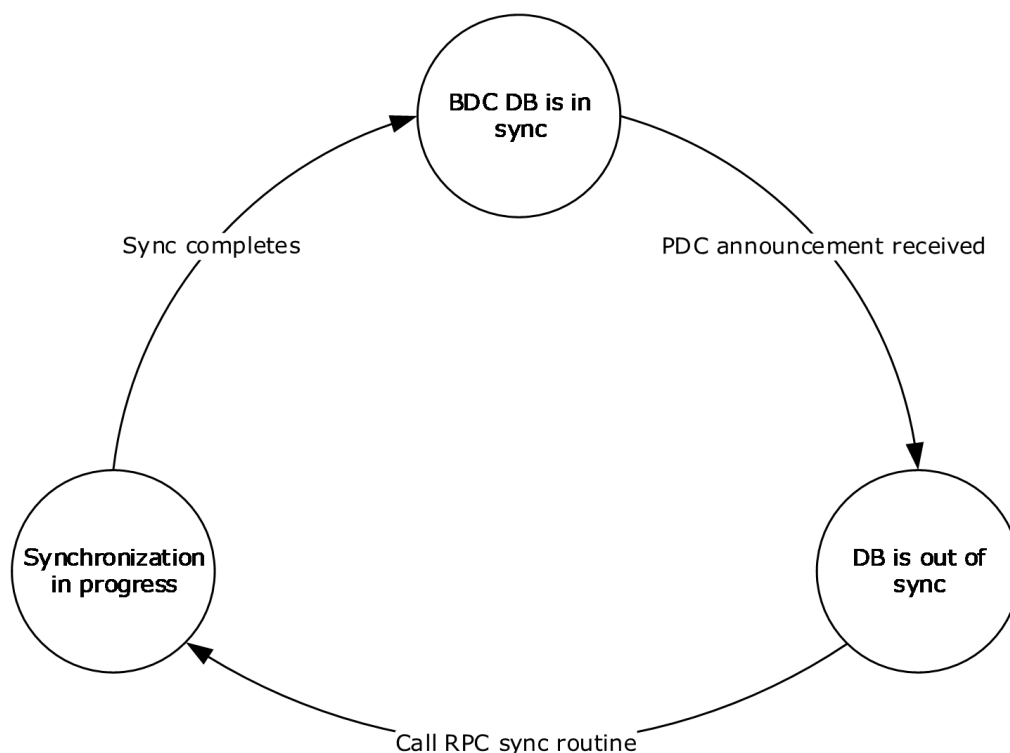 BDC DB is in
sync
Sync completes
PDC announcement received
Synchronization
in progress
DB is out of
sync
Call RPC sync routine